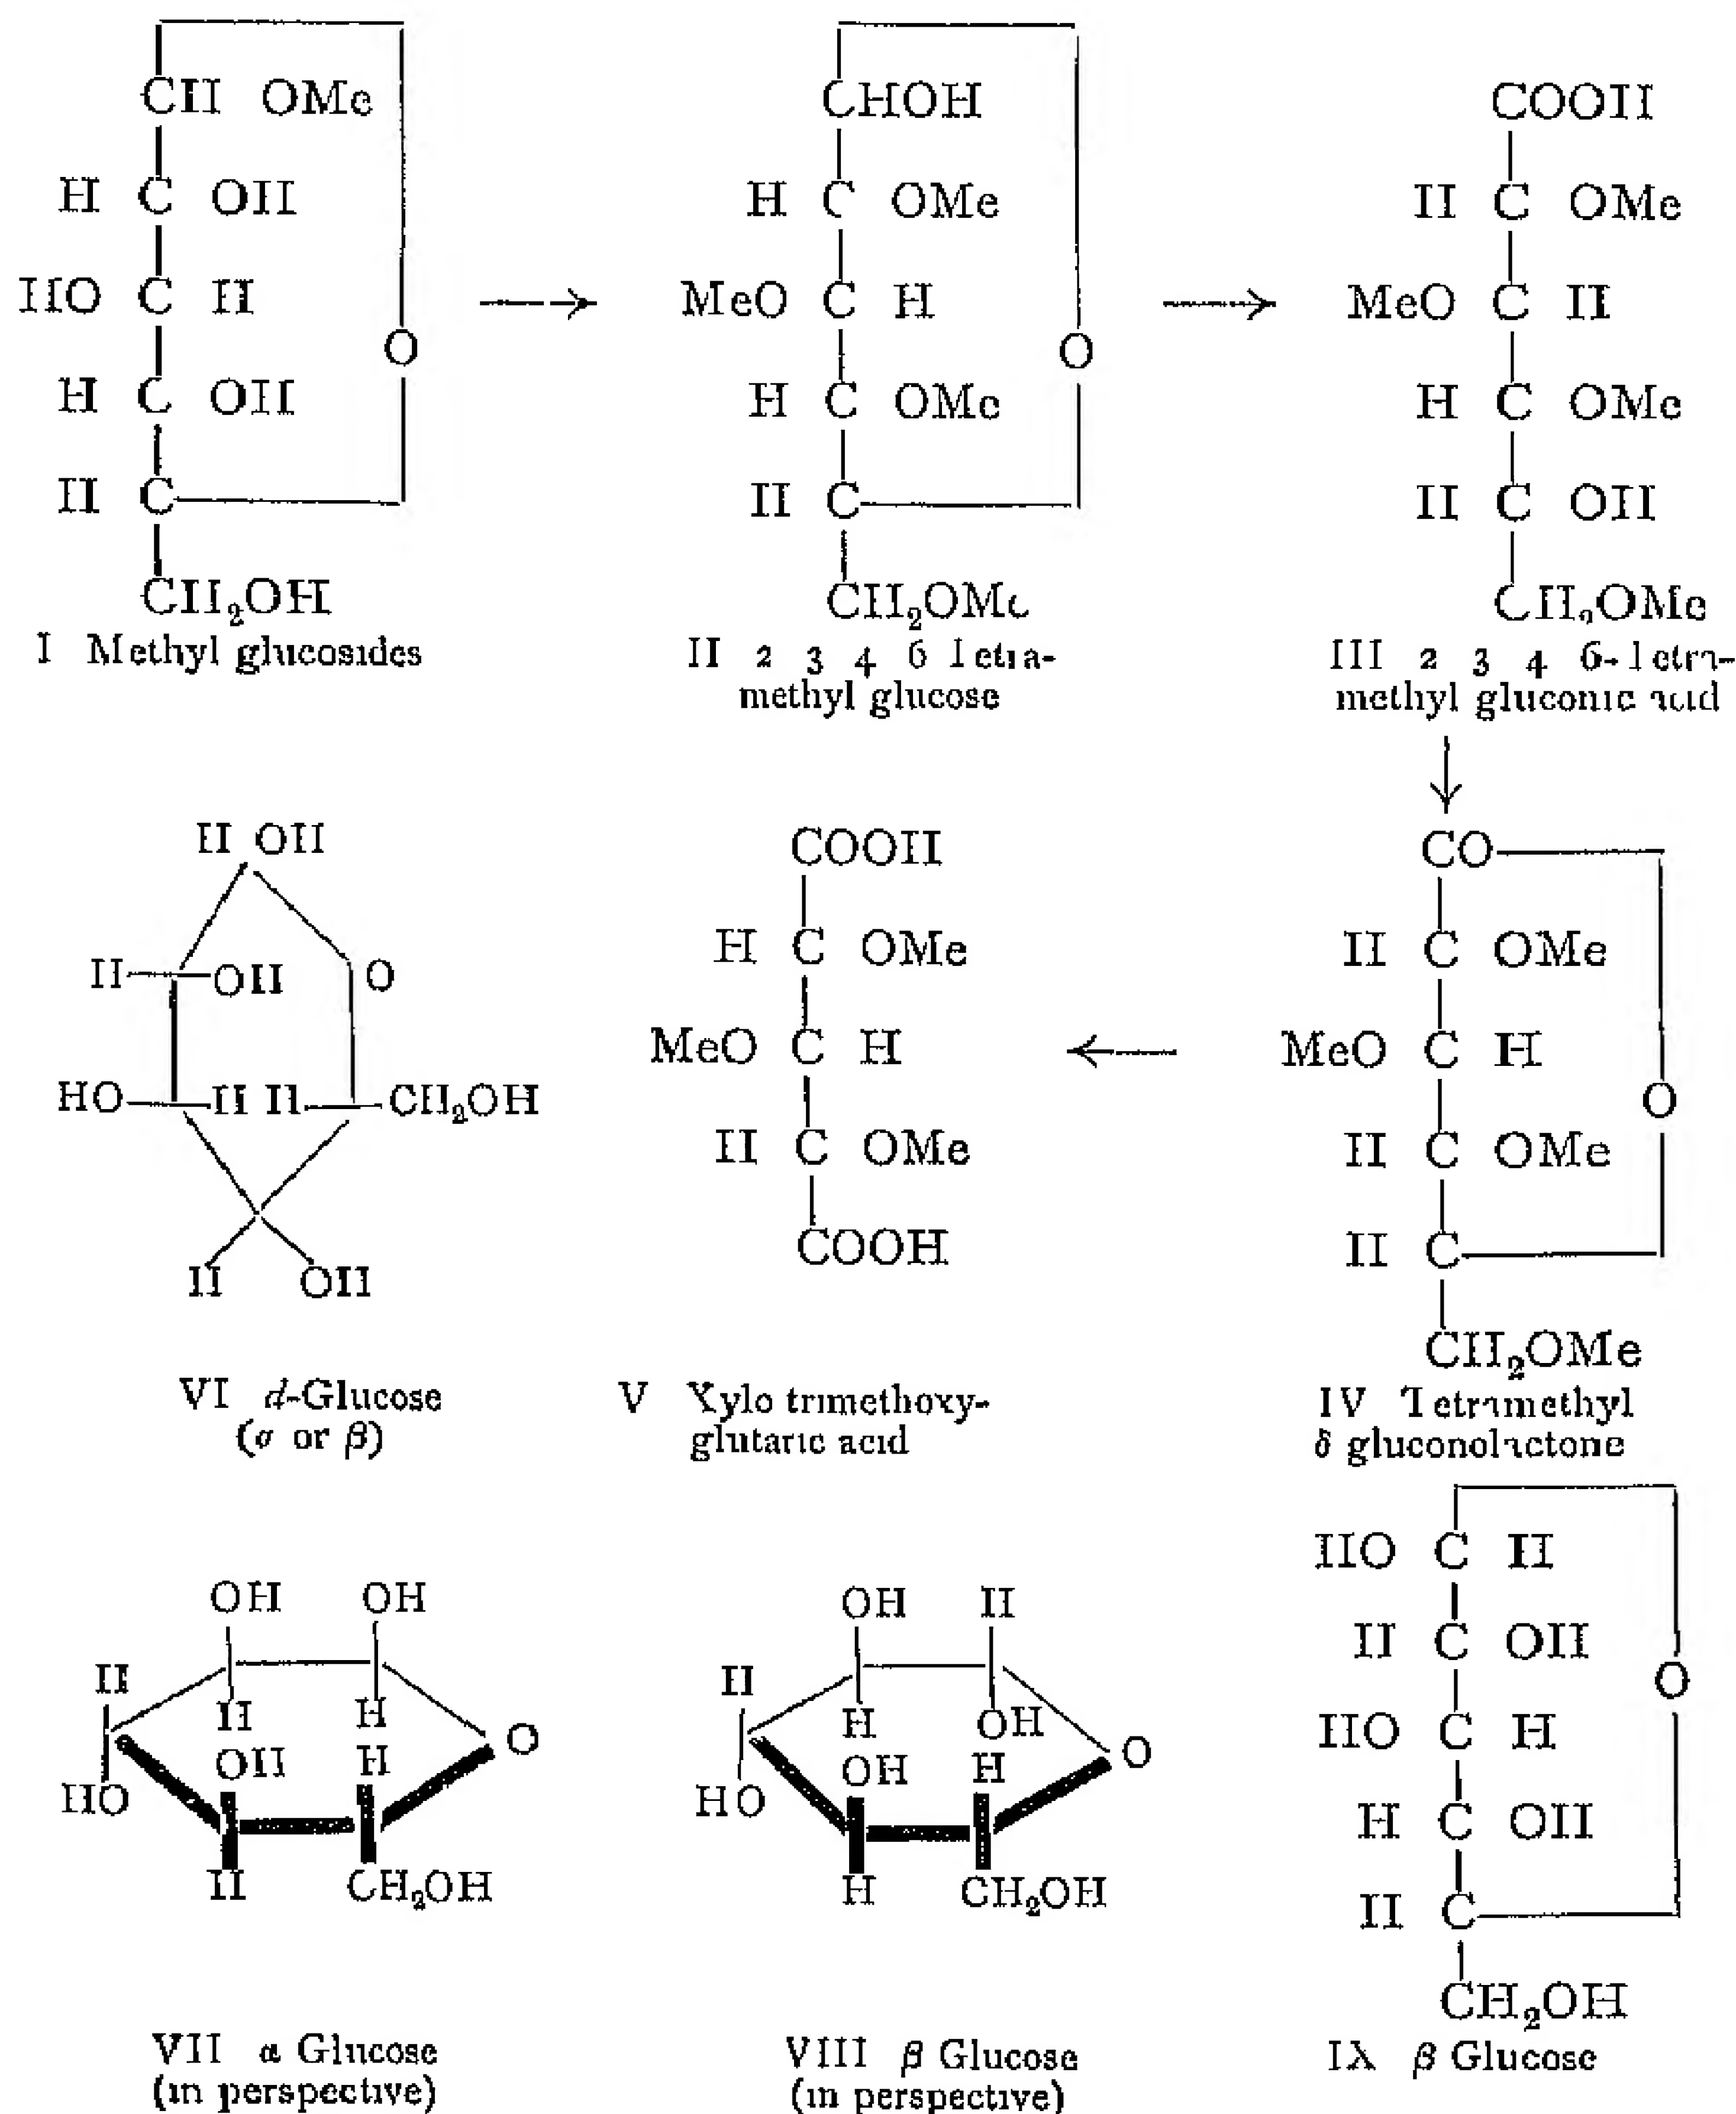 CH OMe
H C OH
HO C H
H C OH
H C
CH₂OH
O
I Methyl glucosides
CHOH
H C OMe
MeO C H
H C OMe
H C
CH₂OMe
O
II 2 3 4 6 Tetra-
methyl glucose
COOH
H C OMe
MeO C H
H C OMe
H C OH
CH₂OMe
III 2 3 4 6-Tetra-
methyl gluconic acid
H OH
H OH O
HO H H CH₂OH
H OH
VI d-Glucose
(α or β)
COOH
H C OMe
MeO C H
H C OMe
COOH
V Xylo trimethoxy-
glutaric acid
CO
H C OMe
MeO C H
H C OMe
H C
CH₂OMe
O
IV Tetramethyl
δ gluconolactone
OH OH
H
H H
O
OH H
HO
H CH₂OH
VII α Glucose
(in perspective)
OH H
H
H OH
O
OH H
HO
H CH₂OH
VIII β Glucose
(in perspective)
HO C H
H C OH
HO C H
H C OH
H C
CH₂OH
O
IX β Glucose